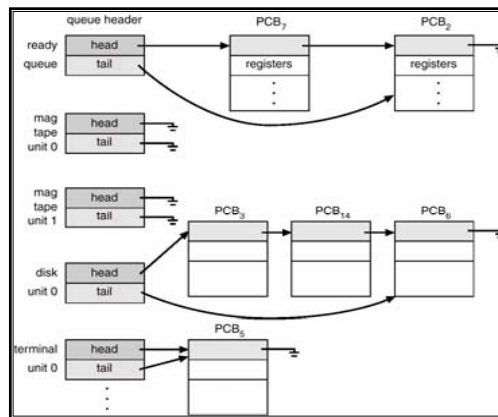 queue header PCB7 PCB2
ready head
queue tail registers registers
mag head
tape
unit 0 tail
mag head
tape
unit 1 tail
PCB3 PCB14 PCB6
disk head
unit 0 tail
PCB5
terminal head
unit 0 tail